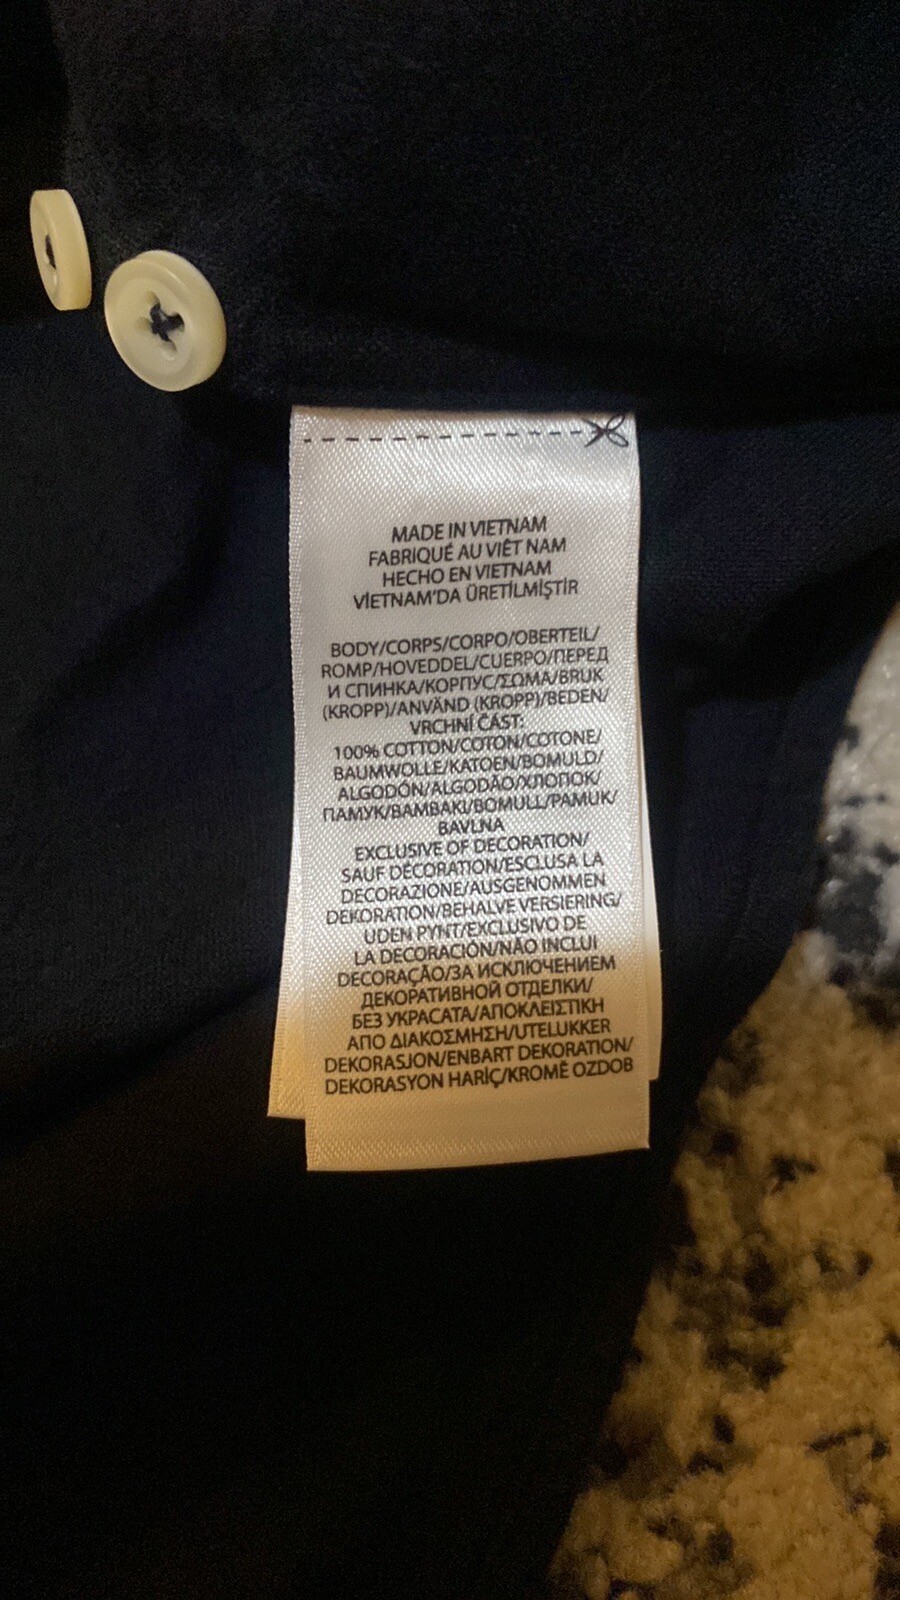 MADE IN VIETNAM
FABRIQUÉ AU VIÊT NAM
HECHO EN VIETNAM
VİETNAM'DA ÜRETİLMİŞTİR
BODY/CORPS/CORPO/OBERTEIL/
ROMP/HOVEDDEL/CUERPO/ПЕРЕД
И СПИНКА/КОРПУС/ΣΩΜΑ/BRUK
(KROPP)/ANVÄND (KROPP)/BEDEN/
VRCHNÍ ČÁST:
100% COTTON/COTON/COTONE/
BAUMWOLLE/KATOEN/BOMULD/
ALGODÓN/ALGODÃO/ХЛОПОК/
ПАМУК/ΒΑΜΒΑΚΙ/BOMULL/PAMUK/
BAVLNA
EXCLUSIVE OF DECORATION/
SAUF DÉCORATION/ESCLUSA LA
DECORAZIONE/AUSGENOMMEN
DEKORATION/BEHALVE VERSIERING/
UDEN PYNT/EXCLUSIVO DE
LA DECORACIÓN/NÃO INCLUI
DECORAÇÃO/ЗА ИСКЛЮЧЕНИЕМ
ДЕКОРАТИВНОЙ ОТДЕЛКИ/
БЕЗ УКРАСАТА/ΑΠΟΚΛΕΙΣΤΙΚΗ
ΑΠΟ ΔΙΑΚΟΣΜΗΣΗ/UTELUKKER
DEKORASJON/ENBART DEKORATION/
DEKORASYON HARİÇ/KROMĚ OZDOB